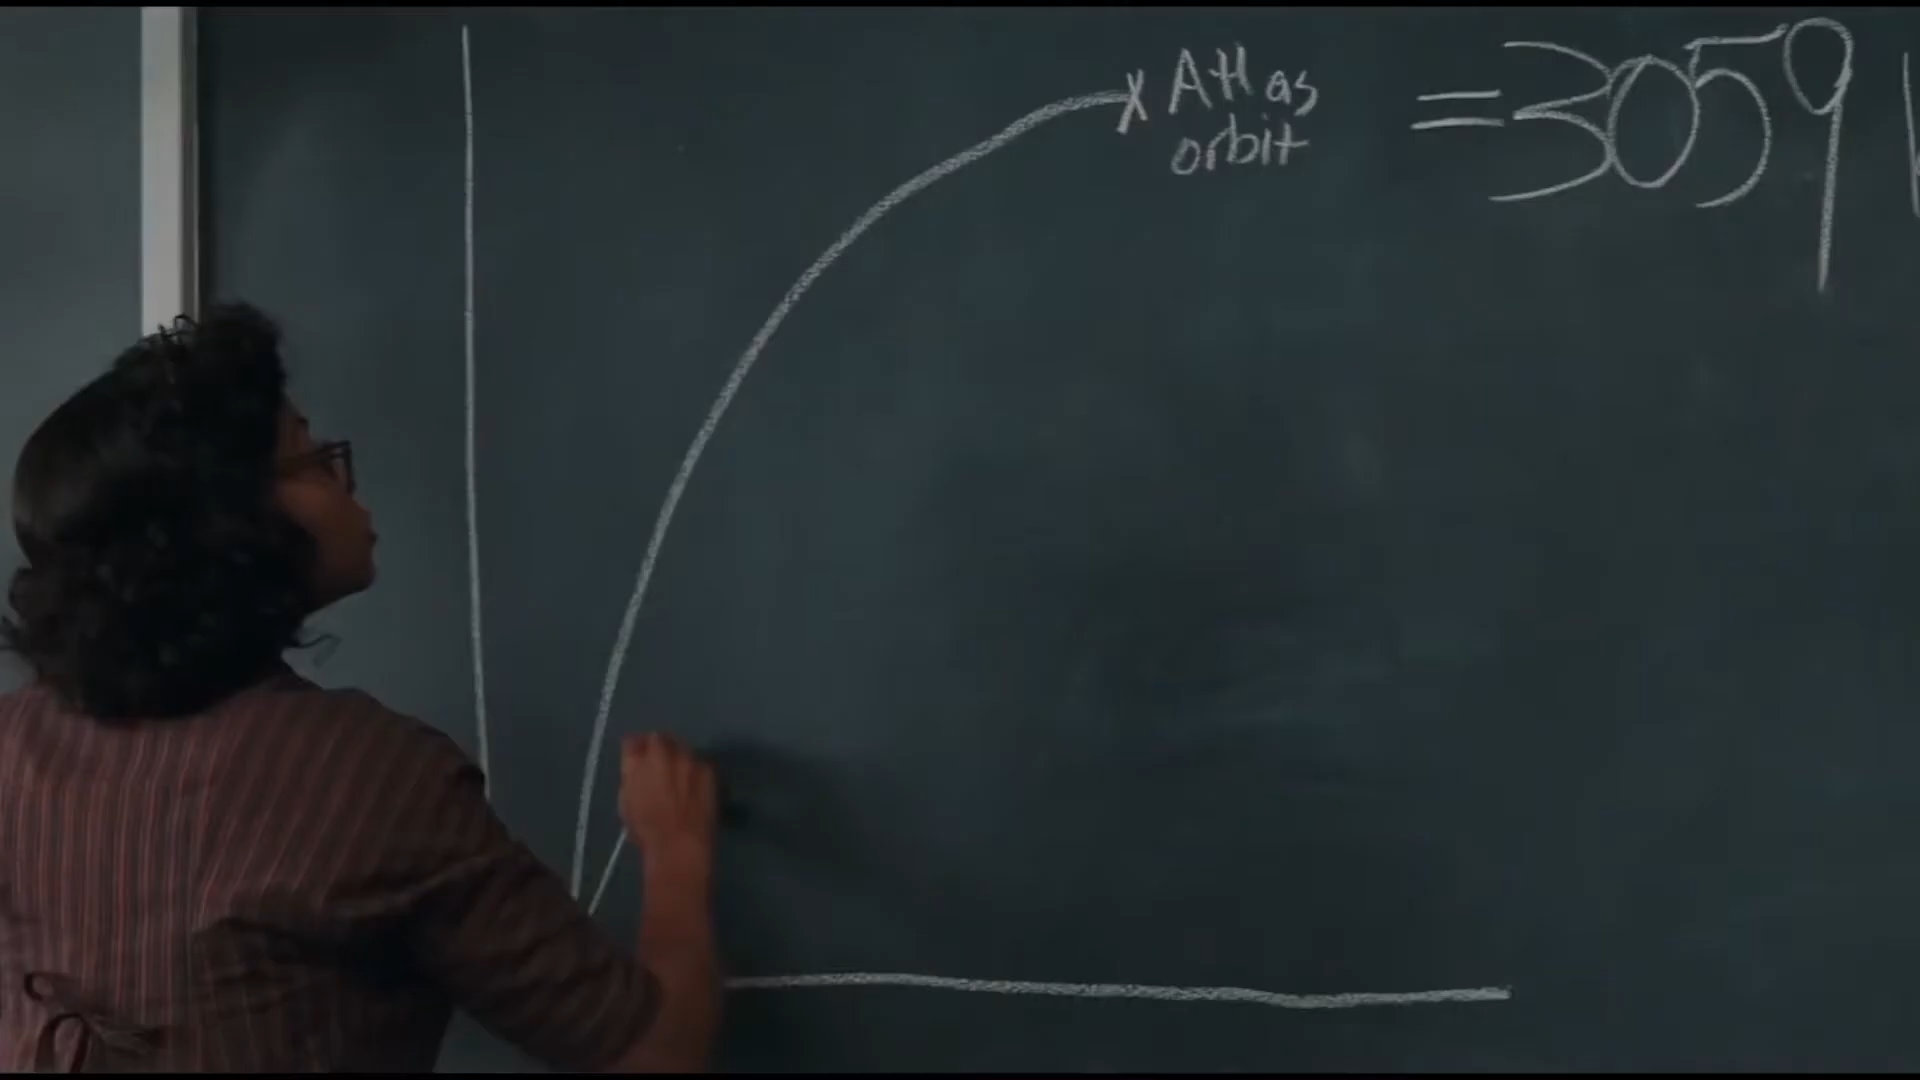 x Atlas
orbit
=3059